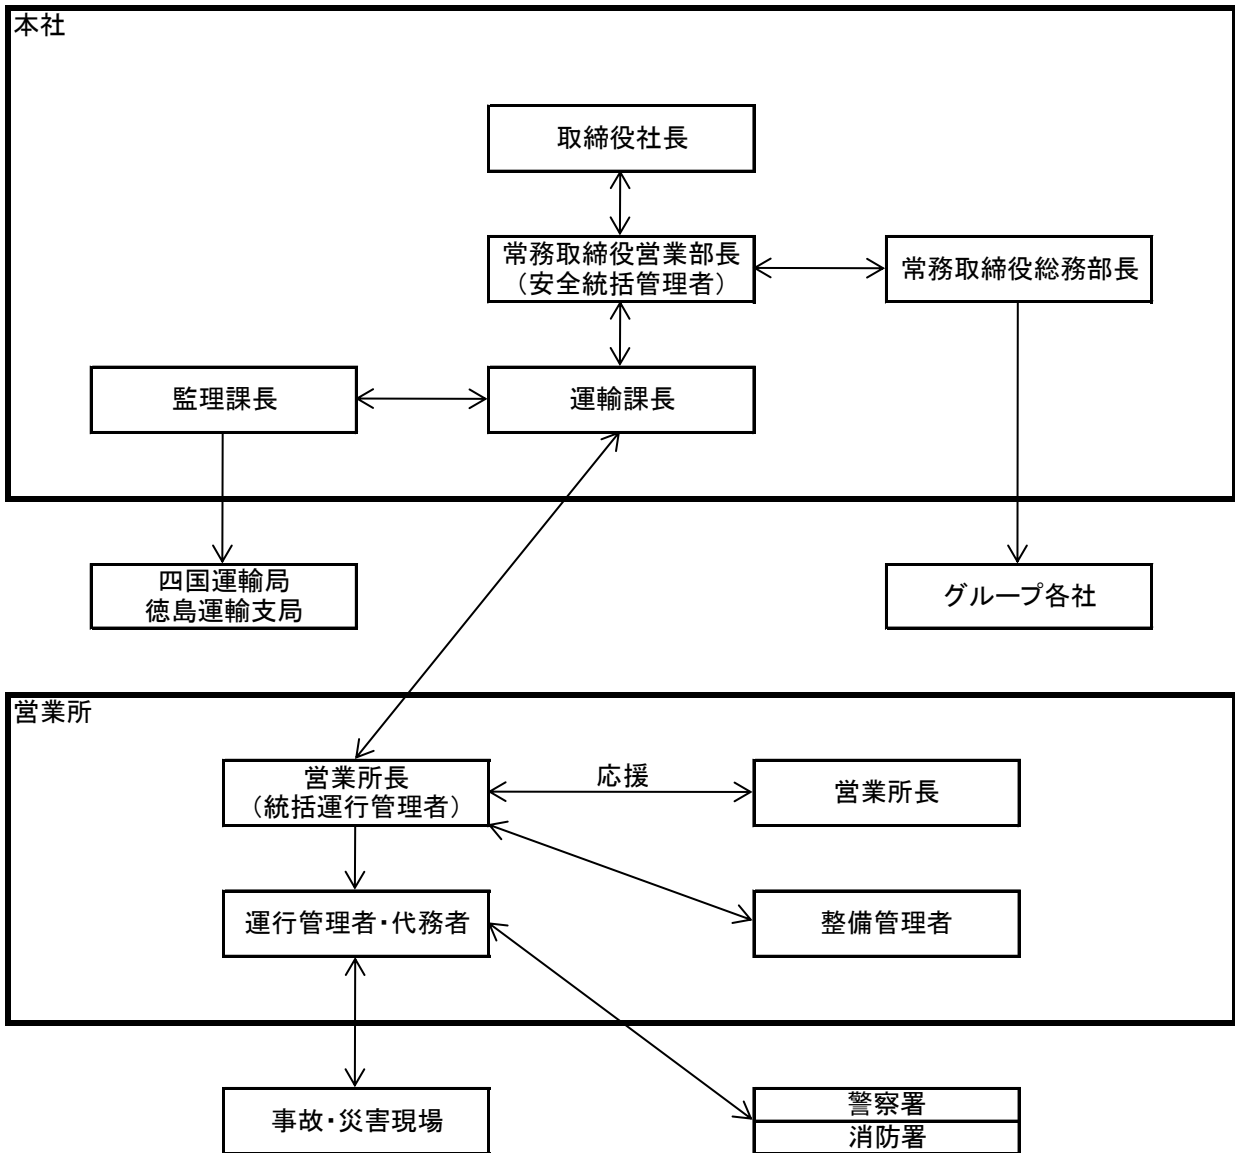 本社
取締役社長
常務取締役営業部長
（安全統括管理者）
常務取締役総務部長
監理課長
運輸課長
四国運輸局
徳島運輸支局
グループ各社
営業所
営業所長
（統括運行管理者）
応援
営業所長
運行管理者・代務者
整備管理者
事故・災害現場
警察署
消防署